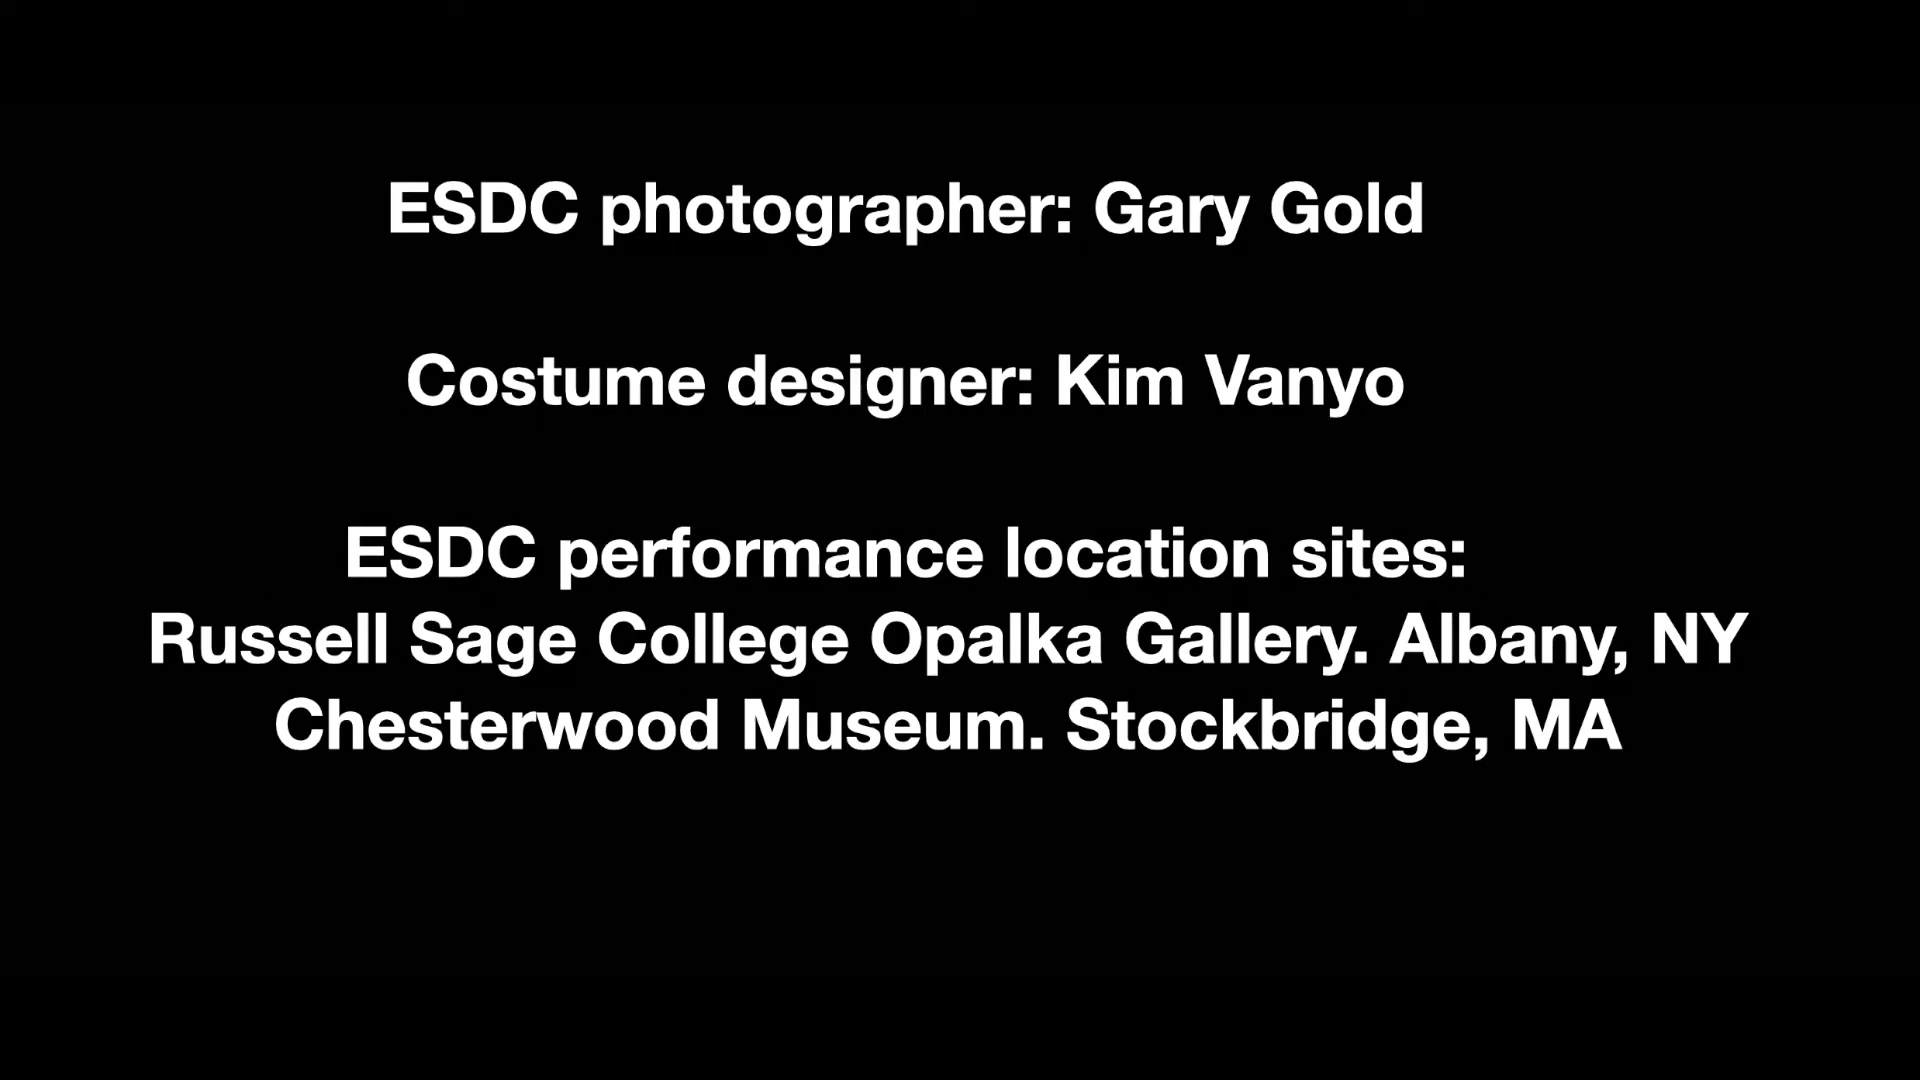 ESDC photographer: Gary Gold
Costume designer: Kim Vanyo
ESDC performance location sites:
Russell Sage College Opalka Gallery. Albany, NY
Chesterwood Museum. Stockbridge, MA